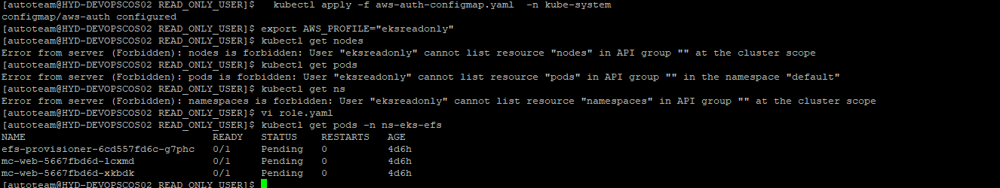 [autoteam@HYD-DEVOPSCOS02 READ_ONLY_USER]$   kubectl apply -f aws-auth-configmap.yaml  -n kube-system
configmap/aws-auth configured
[autoteam@HYD-DEVOPSCOS02 READ_ONLY_USER]$ export AWS_PROFILE="eksreadonly"
[autoteam@HYD-DEVOPSCOS02 READ_ONLY_USER]$ kubectl get nodes
Error from server (Forbidden): nodes is forbidden: User "eksreadonly" cannot list resource "nodes" in API group "" at the cluster scope
[autoteam@HYD-DEVOPSCOS02 READ_ONLY_USER]$ kubectl get pods
Error from server (Forbidden): pods is forbidden: User "eksreadonly" cannot list resource "pods" in API group "" in the namespace "default"
[autoteam@HYD-DEVOPSCOS02 READ_ONLY_USER]$ kubectl get ns
Error from server (Forbidden): namespaces is forbidden: User "eksreadonly" cannot list resource "namespaces" in API group "" at the cluster scope
[autoteam@HYD-DEVOPSCOS02 READ_ONLY_USER]$ vi role.yaml
[autoteam@HYD-DEVOPSCOS02 READ_ONLY_USER]$ kubectl get pods -n ns-eks-efs
NAME                               READY   STATUS    RESTARTS   AGE
efs-provisioner-6cd557fd6c-g7phc   0/1     Pending   0          4d6h
mc-web-5667fbd6d-lcxmd             0/1     Pending   0          4d6h
mc-web-5667fbd6d-xkbdk             0/1     Pending   0          4d6h
[autoteam@HYD-DEVOPSCOS02 READ_ONLY_USER]$